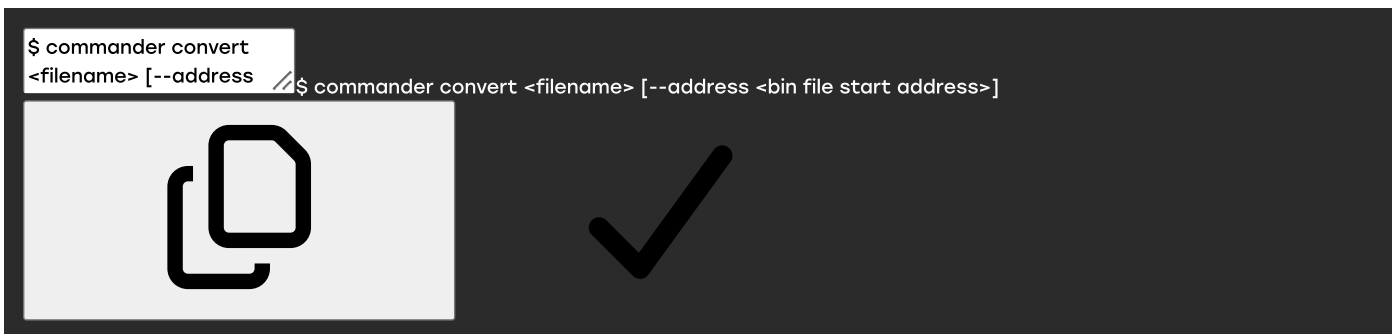 $ commander convert
<filename> [--address
$ commander convert <filename> [--address <bin file start address>]